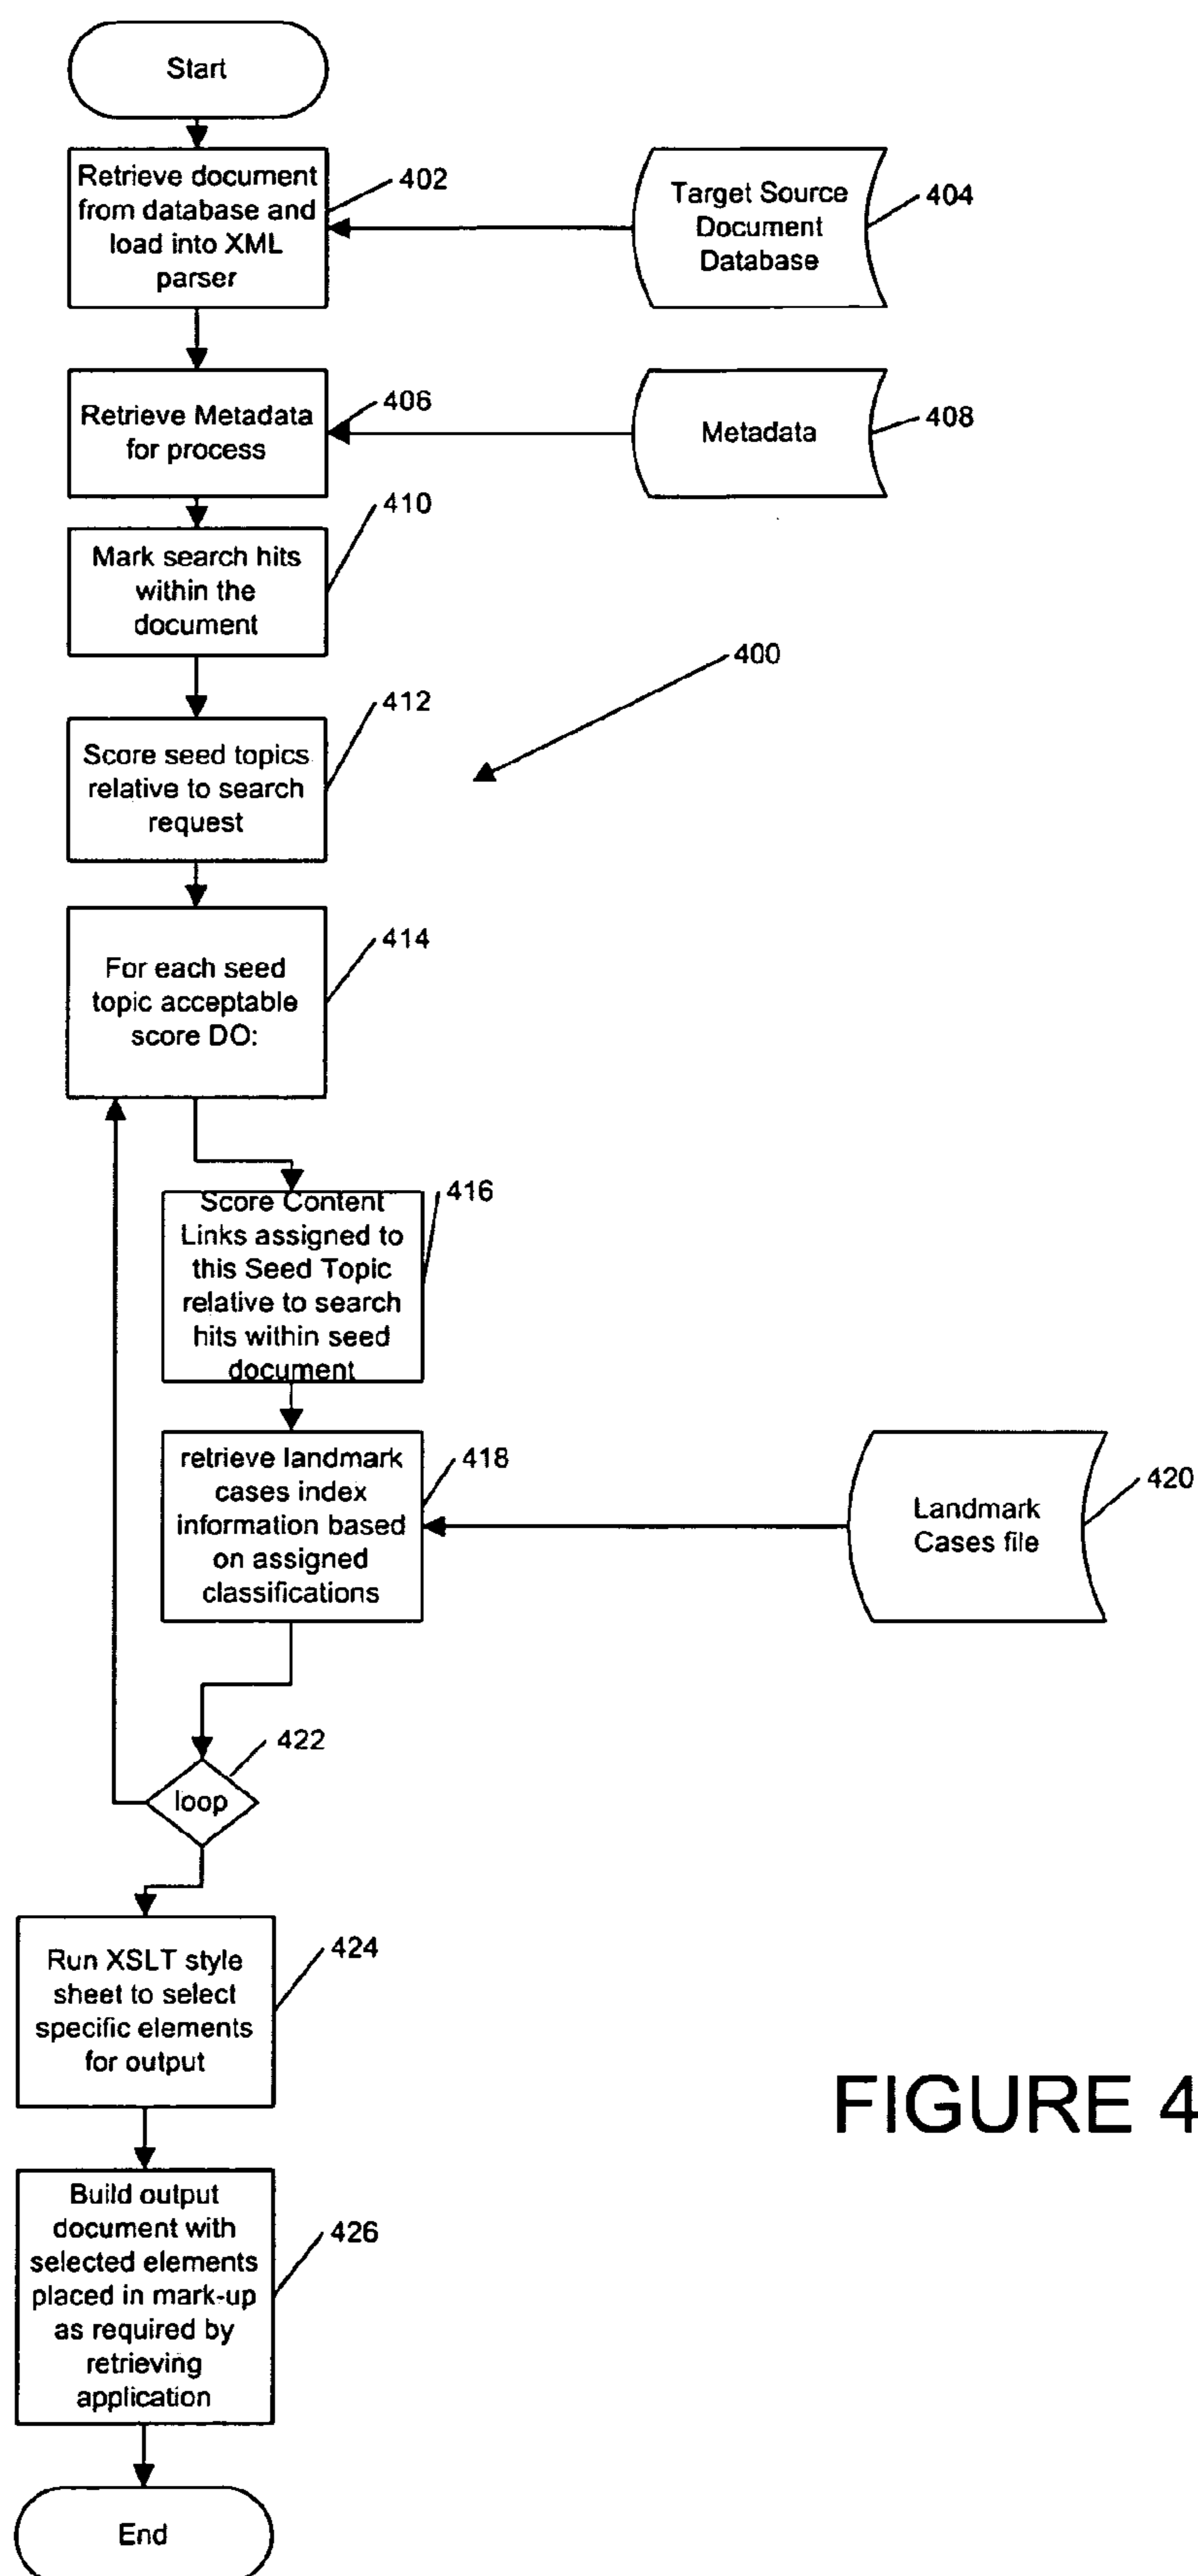 Start
Retrieve document
from database and
load into XML
parser
402
Target Source
Document
Database
404
Retrieve Metadata
for process
406
Metadata
408
Mark search hits
within the
document
410
400
Score seed topics
relative to search
request
412
For each seed
topic acceptable
score DO:
414
Score Content
Links assigned to
this Seed Topic
relative to search
hits within seed
document
416
retrieve landmark
cases index
information based
on assigned
classifications
418
Landmark
Cases file
420
loop
422
Run XSLT style
sheet to select
specific elements
for output
424
FIGURE 4
Build output
document with
selected elements
placed in mark-up
as required by
retrieving
application
426
End